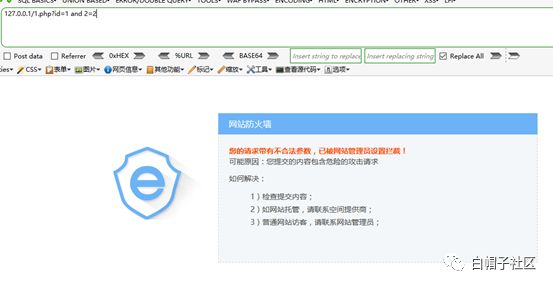 SQL BASICS▾ UNION BASED▾ ERROR/DOUBLE QUERY▾ TOOLS▾ WAF BYPASS▾ ENCODING▾ HTML▾ ENCRYPTION▾ OTHER▾ XSS▾ LFI▾
127.0.0.1/1.php?id=1 and 2=2
Post data Referrer 0xHEX %URL BASE64 Insert string to replace Insert replacing string Replace All
ies▾ CSS▾ 表单▾ 图片▾ 网页信息▾ 其他功能▾ 标记▾ 缩放▾ 工具▾ 查看源代码▾ 选项▾
网站防火墙
您的请求带有不合法参数，已被网站管理员设置拦截！
可能原因：您提交的内容包含危险的攻击请求
如何解决：
1）检查提交内容；
2）如网站托管，请联系空间提供商；
3）普通网站访客，请联系网站管理员；
白帽子社区